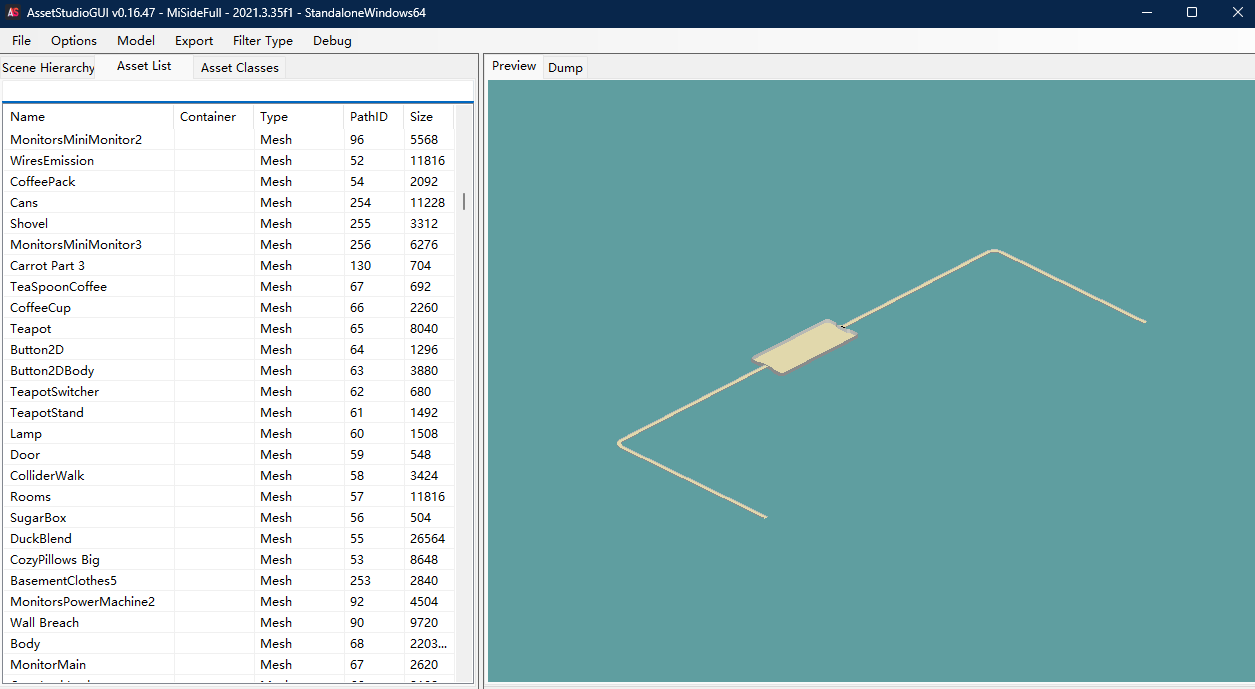 AS AssetStudioGUI v0.16.47 - MiSideFull - 2021.3.35f1 - StandaloneWindows64
File Options Model Export Filter Type Debug
Scene Hierarchy Asset List Asset Classes
Preview Dump
Name Container Type PathID Size
MonitorsMiniMonitor2 Mesh 96 5568
WiresEmission Mesh 52 11816
CoffeePack Mesh 54 2092
Cans Mesh 254 11228
Shovel Mesh 255 3312
MonitorsMiniMonitor3 Mesh 256 6276
Carrot Part 3 Mesh 130 704
TeaSpoonCoffee Mesh 67 692
CoffeeCup Mesh 66 2260
Teapot Mesh 65 8040
Button2D Mesh 64 1296
Button2DBody Mesh 63 3880
TeapotSwitcher Mesh 62 680
TeapotStand Mesh 61 1492
Lamp Mesh 60 1508
Door Mesh 59 548
ColliderWalk Mesh 58 3424
Rooms Mesh 57 11816
SugarBox Mesh 56 504
DuckBlend Mesh 55 26564
CozyPillows Big Mesh 53 8648
BasementClothes5 Mesh 253 2840
MonitorsPowerMachine2 Mesh 92 4504
Wall Breach Mesh 90 9720
Body Mesh 68 2203...
MonitorMain Mesh 67 2620